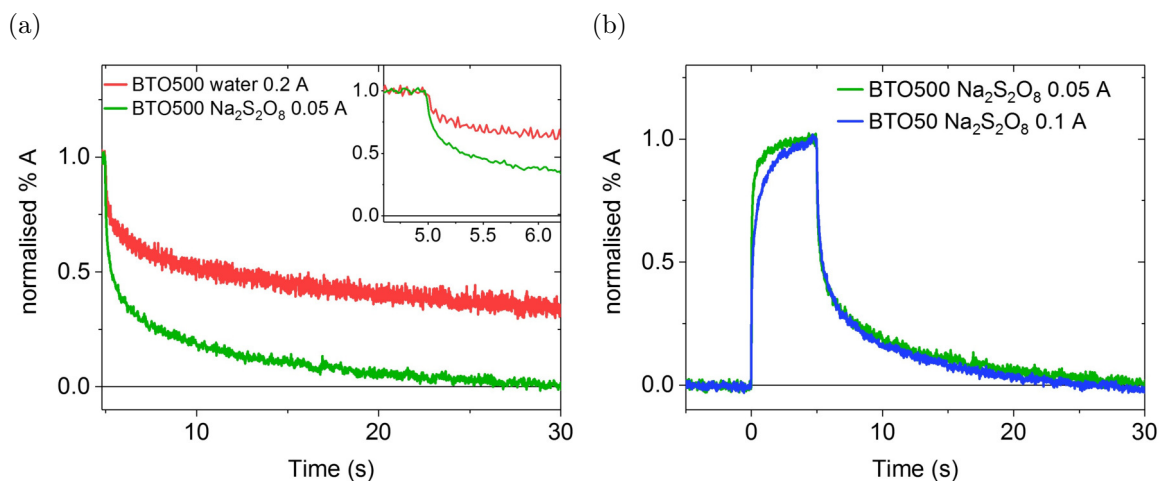 (a)
BTO500 water 0.2 A
BTO500 Na₂S₂O₈ 0.05 A
1.0
0.5
0.0
5.0 5.5 6.0
1.0
0.5
0.0
normalised % A
10 20 30
Time (s)
(b)
BTO500 Na₂S₂O₈ 0.05 A
BTO50 Na₂S₂O₈ 0.1 A
1.0
0.5
0.0
normalised % A
0 10 20 30
Time (s)